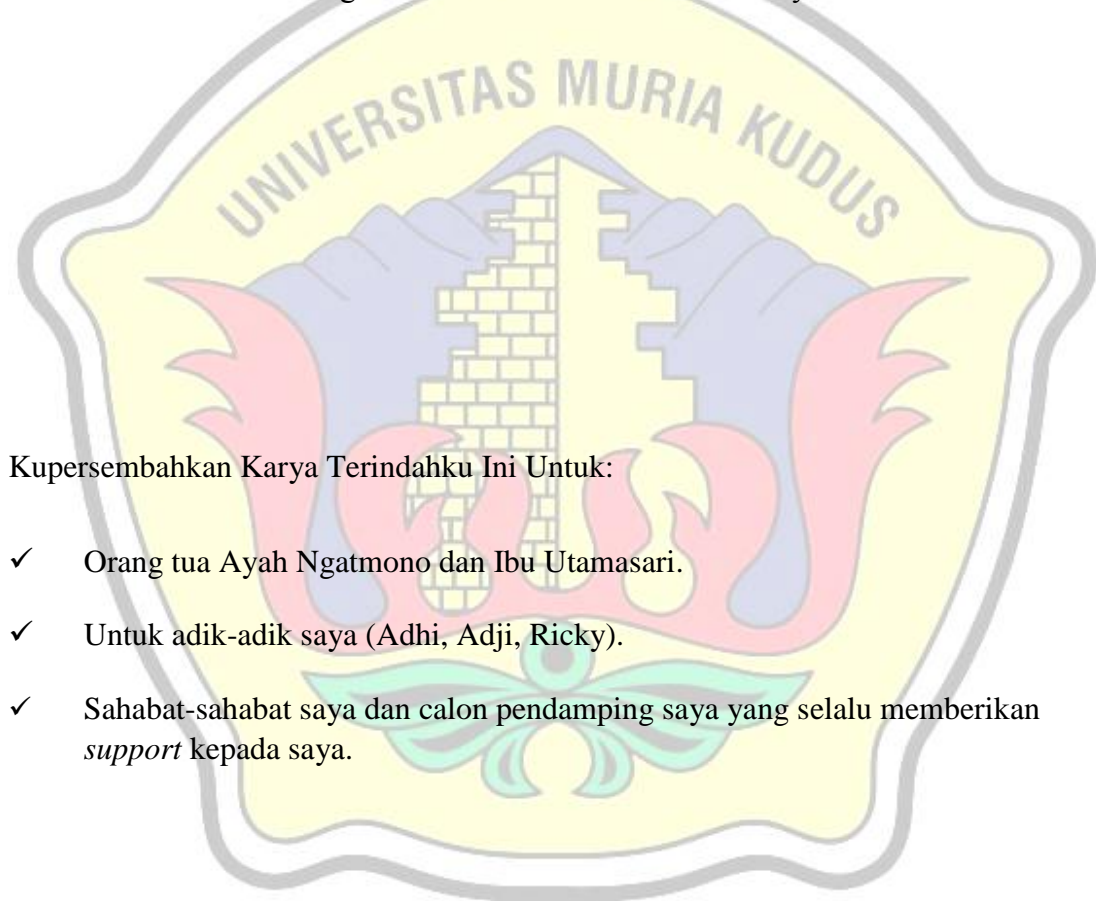 UNIVERSITAS MURIA KUDUS
Kupersembahkan Karya Terindahku Ini Untuk:
✓ Orang tua Ayah Ngatmono dan Ibu Utamasari.
✓ Untuk adik-adik saya (Adhi, Adji, Ricky).
✓ Sahabat-sahabat saya dan calon pendamping saya yang selalu memberikan
support kepada saya.